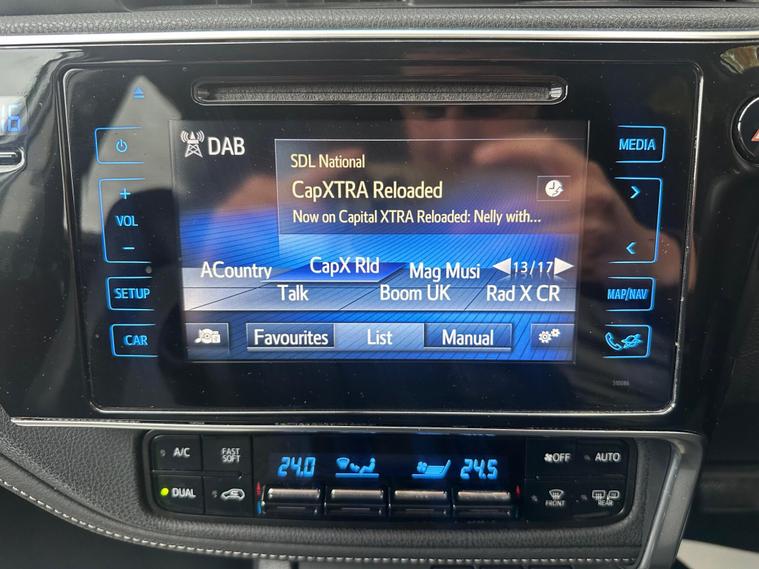 16
DAB
SDL National
CapXTRA Reloaded
Now on Capital XTRA Reloaded: Nelly with...
ACountry CapX Rld Mag Musi 13/17
Talk Boom UK Rad X CR
Favourites List Manual
+
VOL
-
SETUP
CAR
MEDIA
>
<
MAP/NAV
510086
A/C
FAST
SOFT
24.0
24.5
OFF
AUTO
DUAL
FRONT
REAR